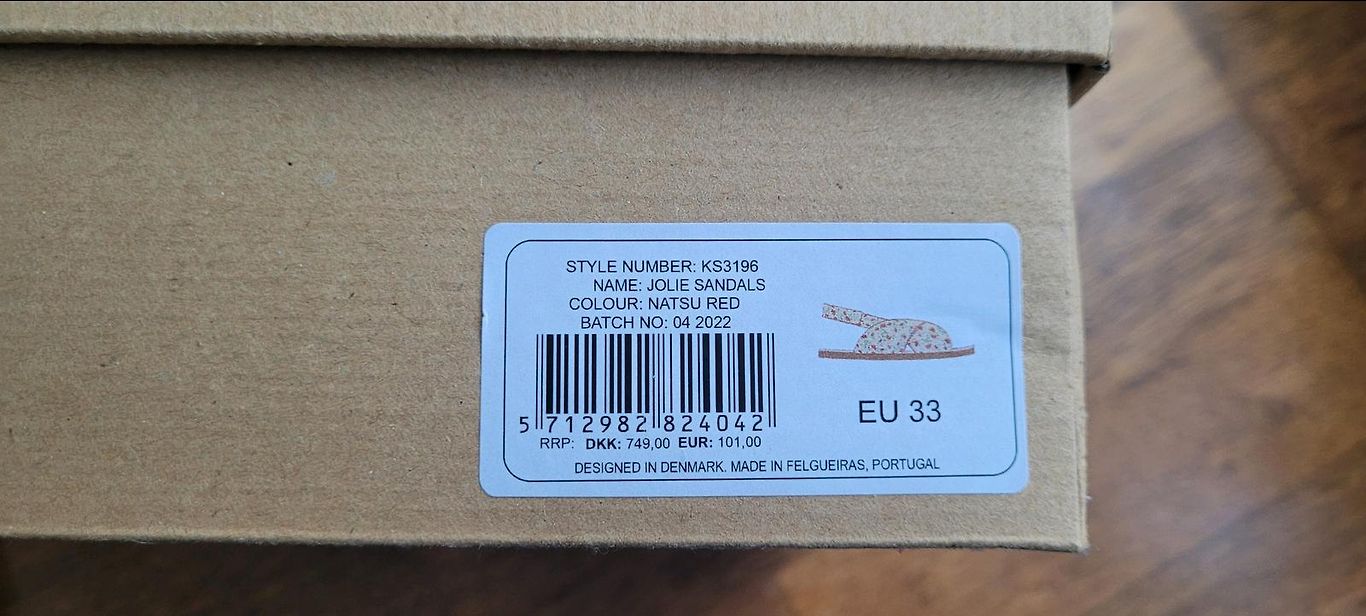 STYLE NUMBER: KS3196
NAME: JOLIE SANDALS
COLOUR: NATSU RED
BATCH NO: 04 2022
5 712982 824042
EU 33
RRP: DKK: 749,00 EUR: 101,00
DESIGNED IN DENMARK. MADE IN FELGUEIRAS, PORTUGAL